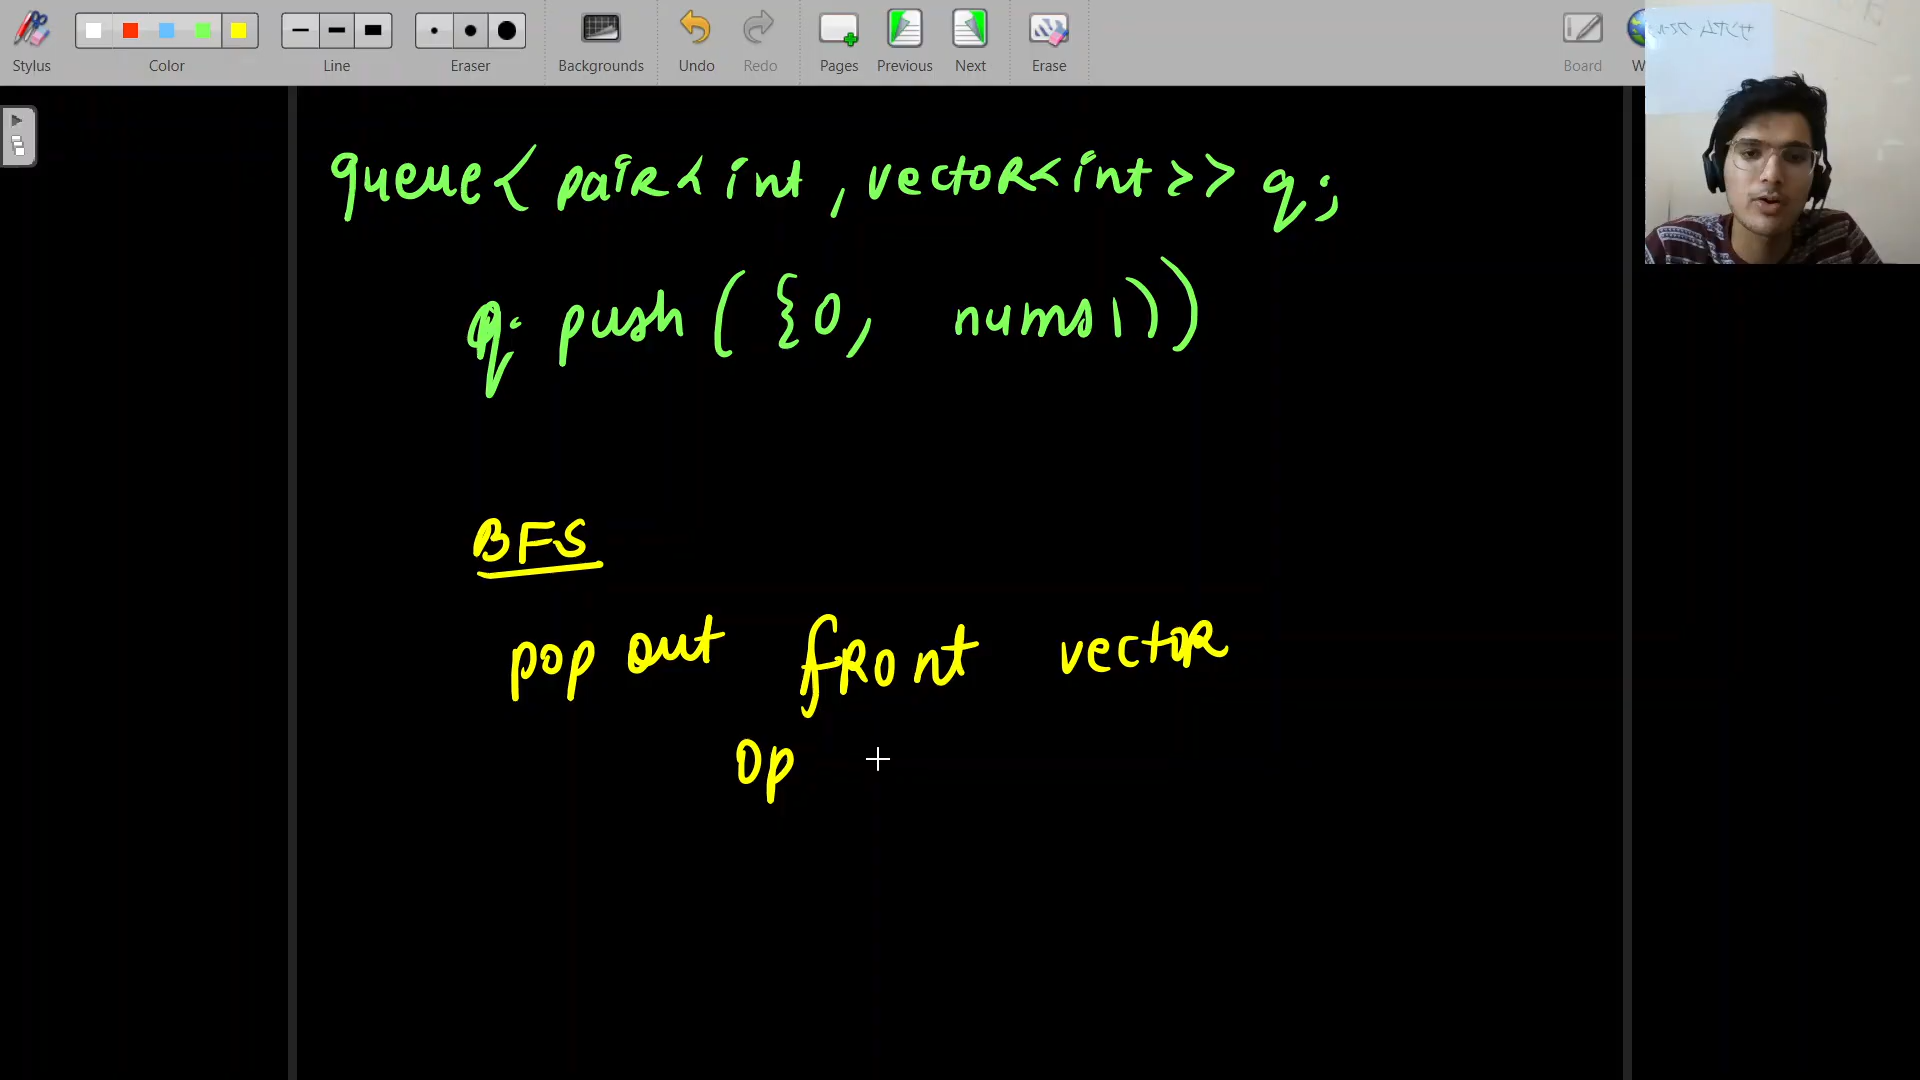 Stylus
Color
Line
Eraser
Backgrounds
Undo
Redo
Pages
Previous
Next
Erase
Board
queue< pair< int , vector<int>> q;
q. push ( {0, nums1))
BFS
pop out front vector
op